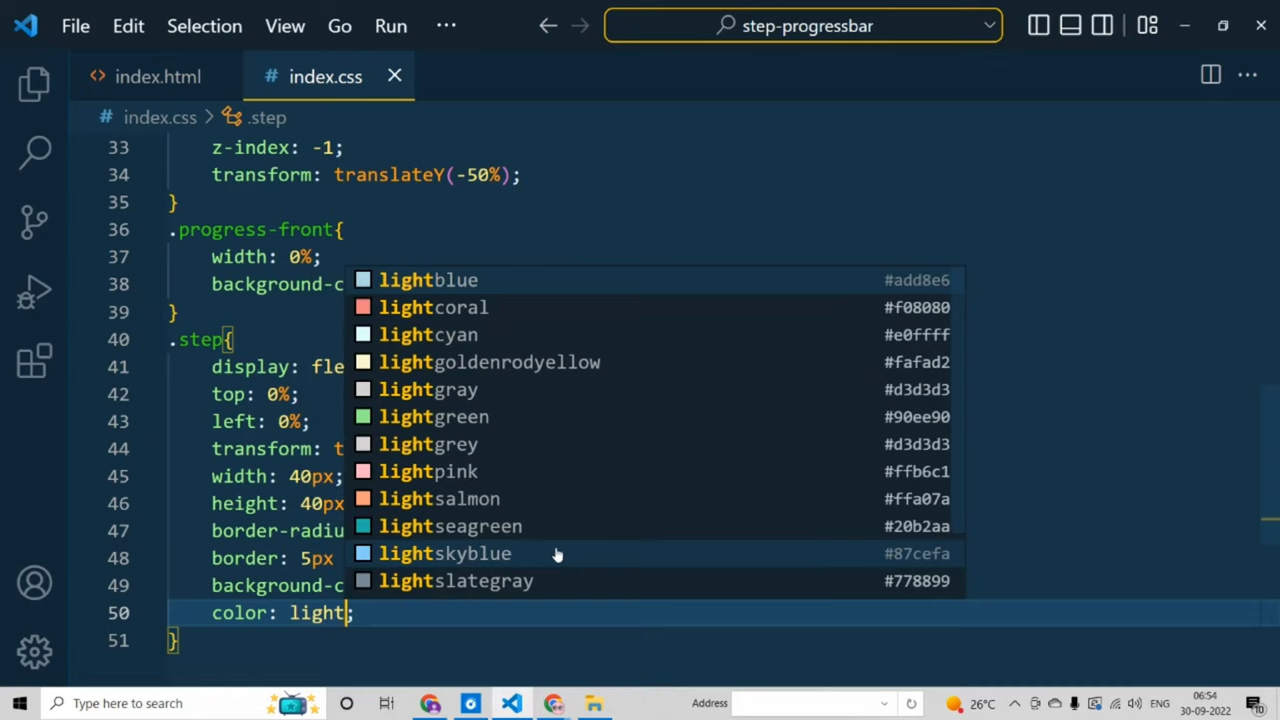 File Edit Selection View Go Run ··· step-progressbar
index.html index.css
# index.css > .step
33 z-index: -1;
34 transform: translateY(-50%);
35 }
36 .progress-front{
37 width: 0%;
38 background-c
39 }
40 .step{
41 display: fle
42 top: 0%;
43 left: 0%;
44 transform: t
45 width: 40px;
46 height: 40px
47 border-radiu
48 border: 5px
49 background-c
50 color: light;
51 }
lightblue #add8e6
lightcoral #f08080
lightcyan #e0ffff
lightgoldenrodyellow #fafad2
lightgray #d3d3d3
lightgreen #90ee90
lightgrey #d3d3d3
lightpink #ffb6c1
lightsalmon #ffa07a
lightseagreen #20b2aa
lightskyblue #87cefa
lightslategray #778899
Type here to search Address 26°C ENG 06:54
30-09-2022 10